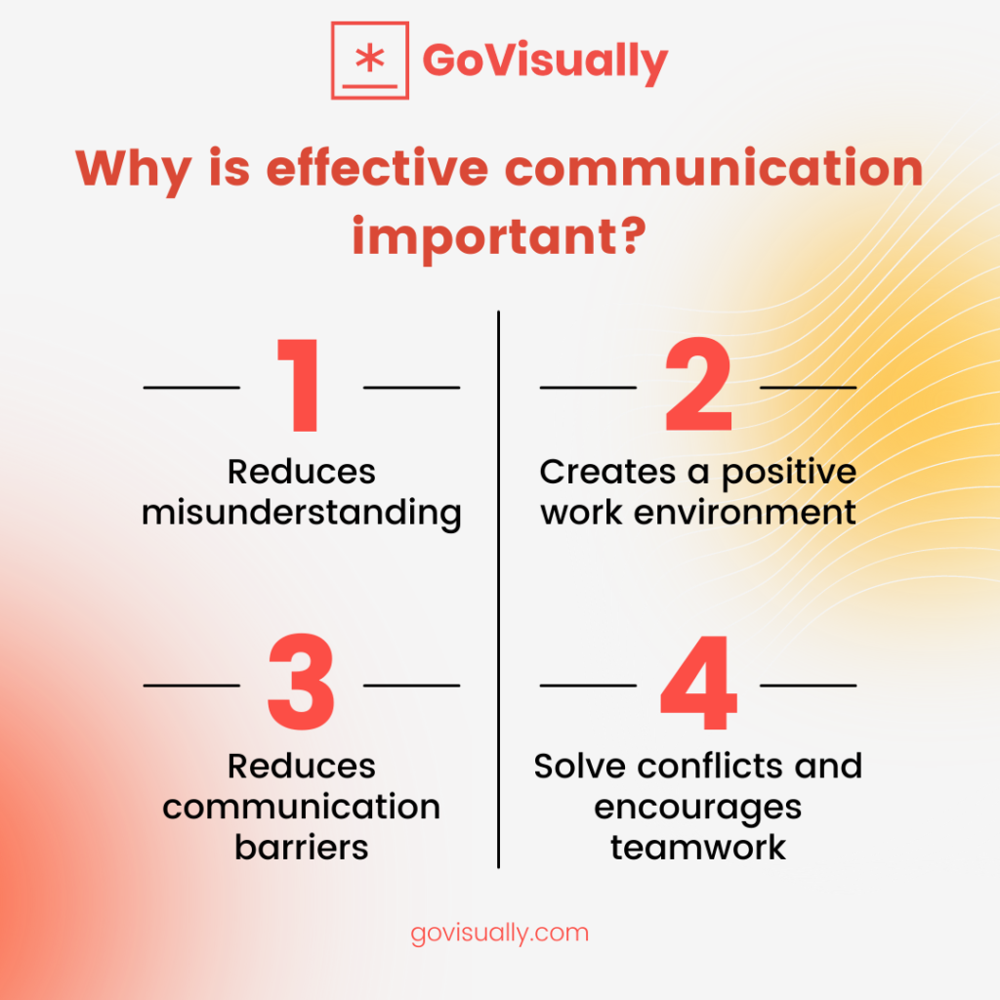 GoVisually
Why is effective communication
important?
1
Reduces
misunderstanding
2
Creates a positive
work environment
3
Reduces
communication
barriers
4
Solve conflicts and
encourages
teamwork
govisually.com